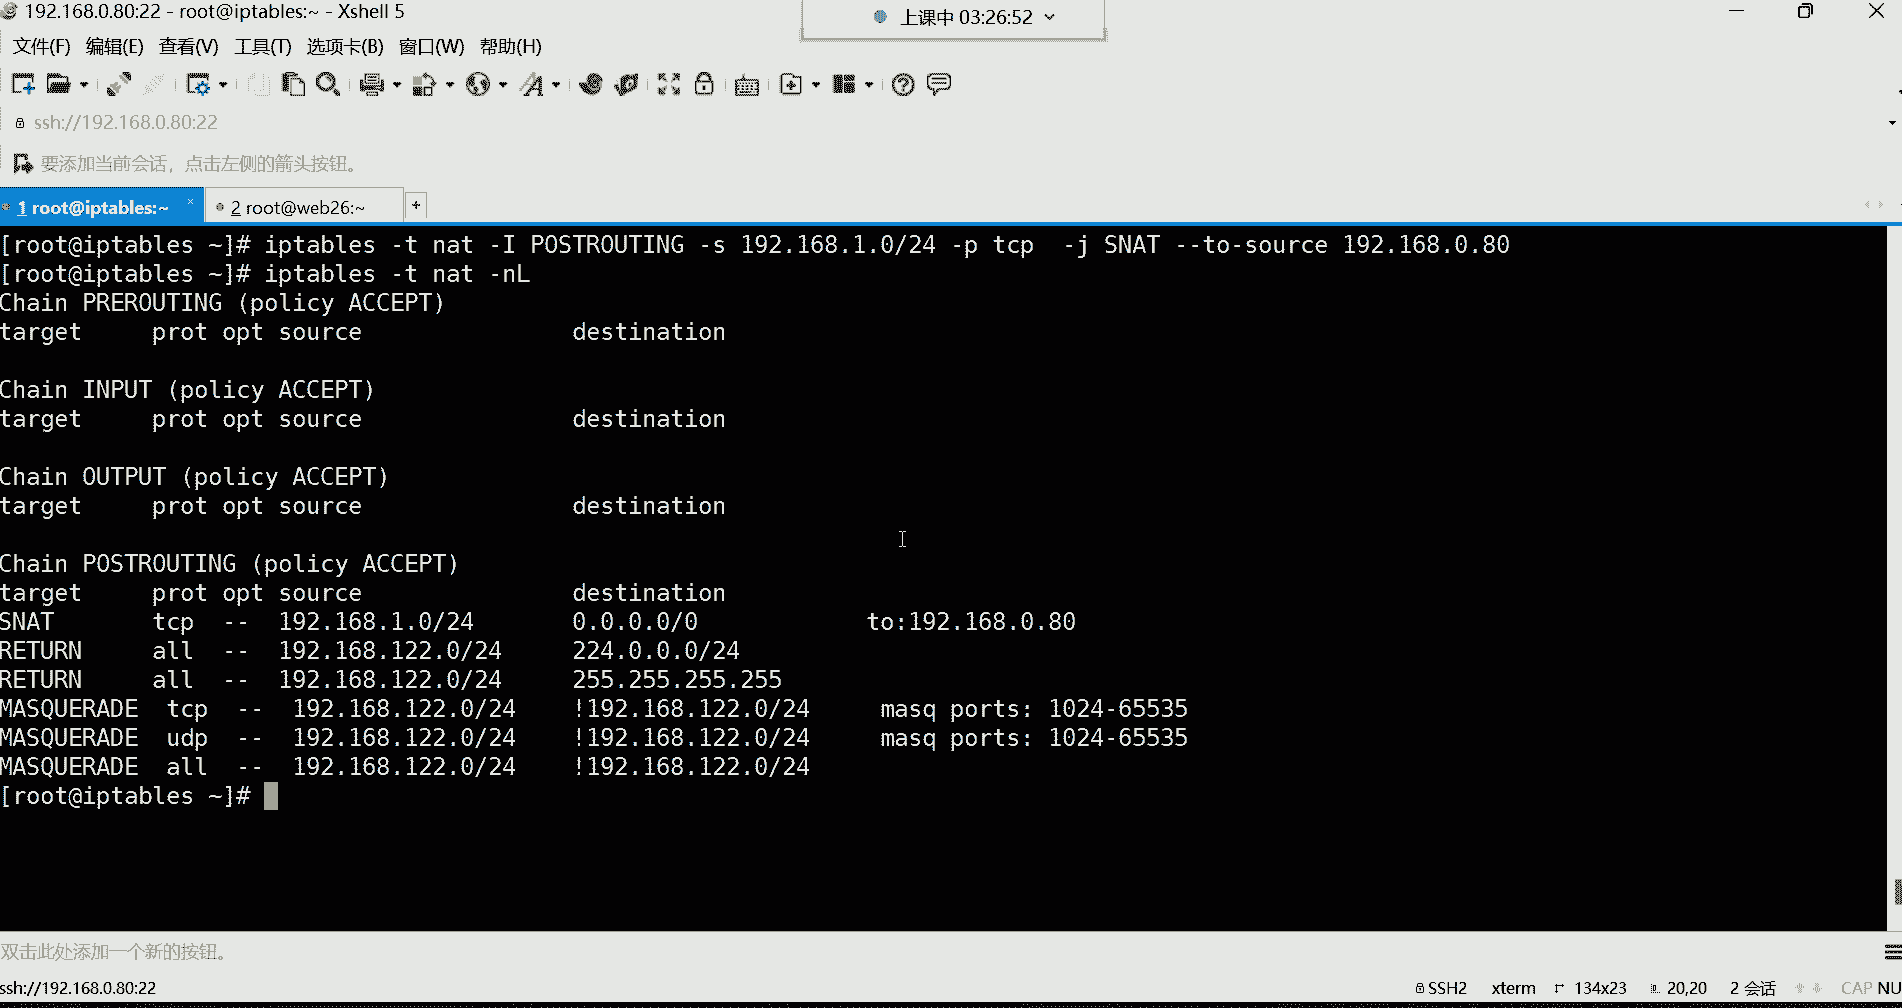 192.168.0.80:22 - root@iptables:~ - Xshell 5
上课中 03:26:52
文件(F) 编辑(E) 查看(V) 工具(T) 选项卡(B) 窗口(W) 帮助(H)
ssh://192.168.0.80:22
要添加当前会话，点击左侧的箭头按钮。
1 root@iptables:~ × 2 root@web26:~ +
[root@iptables ~]# iptables -t nat -I POSTROUTING -s 192.168.1.0/24 -p tcp  -j SNAT --to-source 192.168.0.80
[root@iptables ~]# iptables -t nat -nL
Chain PREROUTING (policy ACCEPT)
target     prot opt source               destination
Chain INPUT (policy ACCEPT)
target     prot opt source               destination
Chain OUTPUT (policy ACCEPT)
target     prot opt source               destination
Chain POSTROUTING (policy ACCEPT)
target     prot opt source               destination
SNAT       tcp  --  192.168.1.0/24       0.0.0.0/0            to:192.168.0.80
RETURN     all  --  192.168.122.0/24     224.0.0.0/24
RETURN     all  --  192.168.122.0/24     255.255.255.255
MASQUERADE  tcp  --  192.168.122.0/24    !192.168.122.0/24     masq ports: 1024-65535
MASQUERADE  udp  --  192.168.122.0/24    !192.168.122.0/24     masq ports: 1024-65535
MASQUERADE  all  --  192.168.122.0/24    !192.168.122.0/24
[root@iptables ~]#
双击此处添加一个新的按钮。
ssh://192.168.0.80:22 SSH2 xterm 134x23 20,20 2 会话 CAP NU